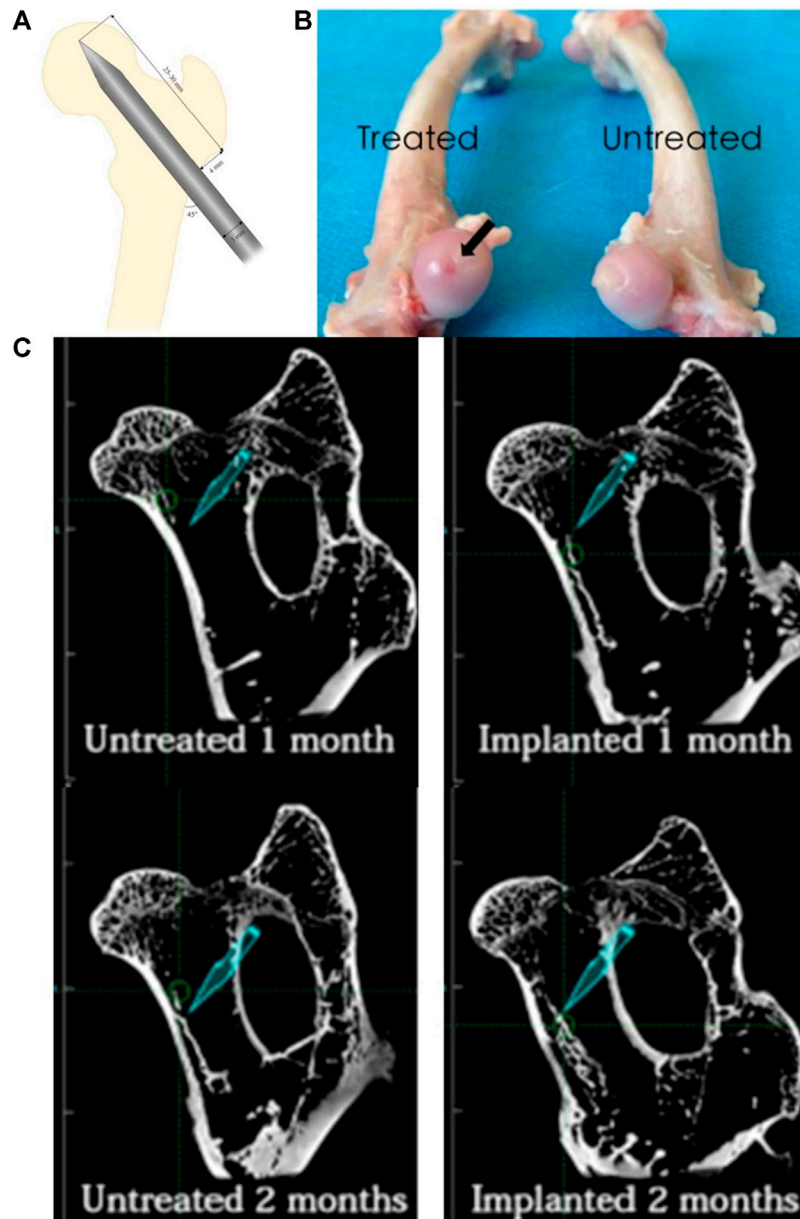 A
25-30 mm
4 mm
45°
B
Treated
Untreated
C
Untreated 1 month
Implanted 1 month
Untreated 2 months
Implanted 2 months